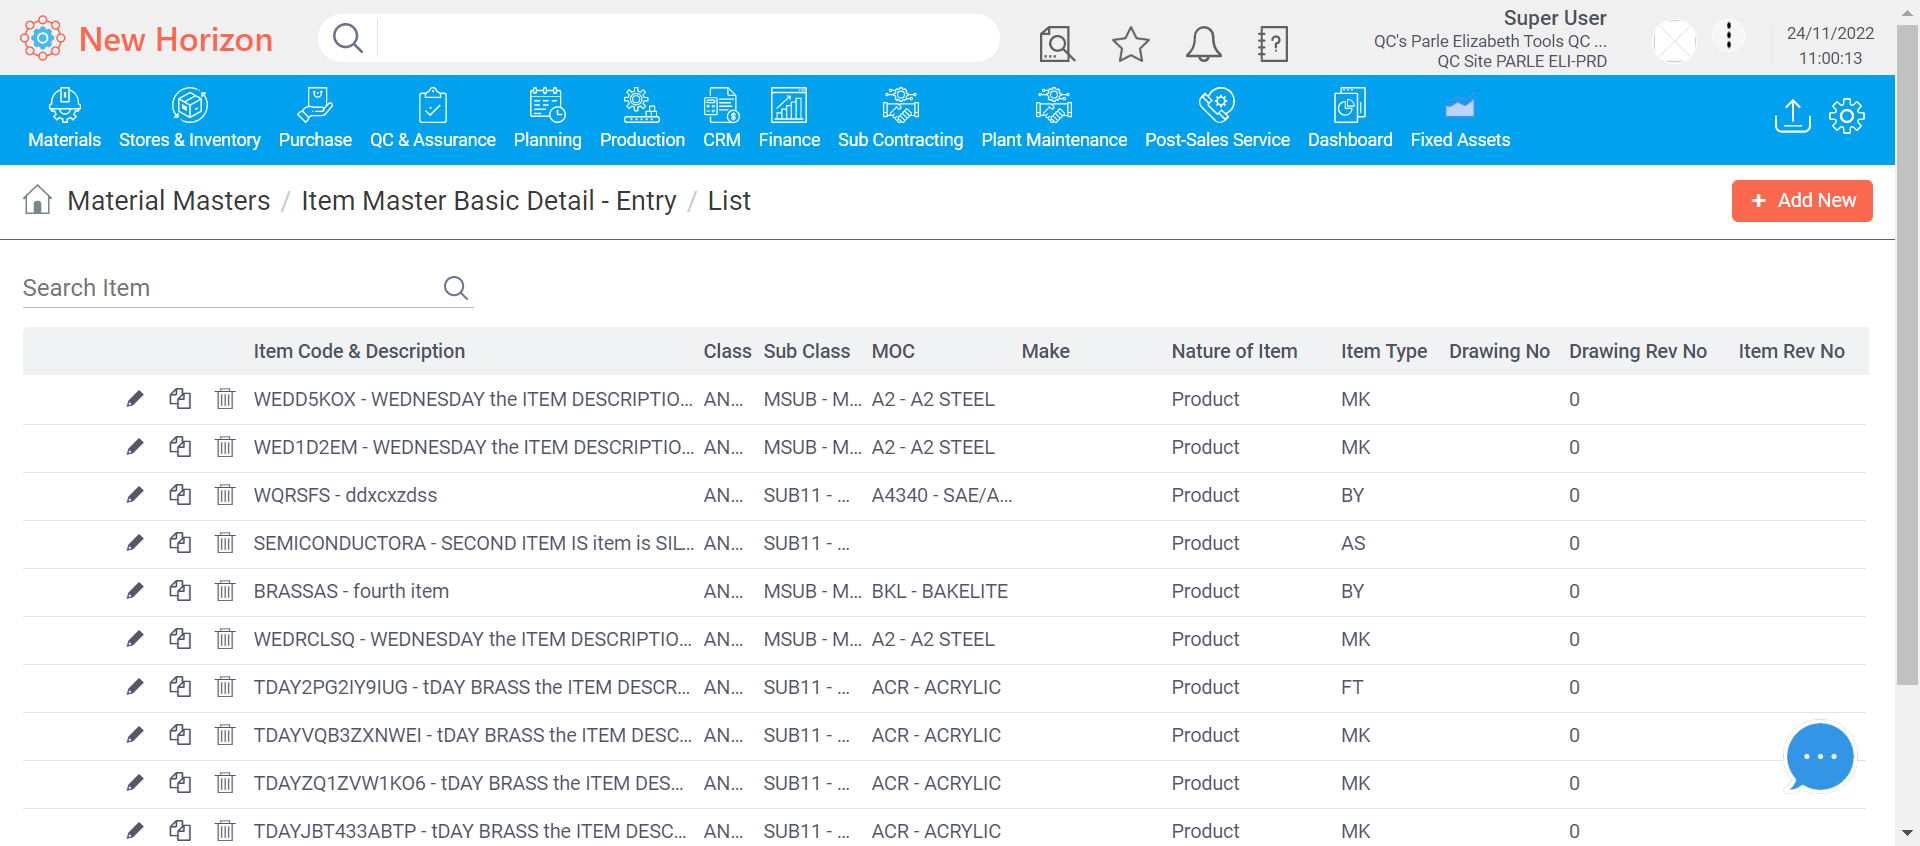 New Horizon
Super User
QC's Parle Elizabeth Tools QC ...
QC Site PARLE ELI-PRD
24/11/2022
11:00:13
Materials Stores & Inventory Purchase QC & Assurance Planning Production CRM Finance Sub Contracting Plant Maintenance Post-Sales Service Dashboard Fixed Assets
Material Masters / Item Master Basic Detail - Entry / List
+ Add New
Search Item
Item Code & Description Class Sub Class MOC Make Nature of Item Item Type Drawing No Drawing Rev No Item Rev No
WEDD5KOX - WEDNESDAY the ITEM DESCRIPTIO... AN... MSUB - M... A2 - A2 STEEL Product MK 0
WED1D2EM - WEDNESDAY the ITEM DESCRIPTIO... AN... MSUB - M... A2 - A2 STEEL Product MK 0
WQRSFS - ddxcxzdss AN... SUB11 - ... A4340 - SAE/A... Product BY 0
SEMICONDUCTORA - SECOND ITEM IS item is SIL... AN... SUB11 - ... Product AS 0
BRASSAS - fourth item AN... MSUB - M... BKL - BAKELITE Product BY 0
WEDRCLSQ - WEDNESDAY the ITEM DESCRIPTIO... AN... MSUB - M... A2 - A2 STEEL Product MK 0
TDAY2PG2IY9IUG - tDAY BRASS the ITEM DESCR... AN... SUB11 - ... ACR - ACRYLIC Product FT 0
TDAYVQB3ZXNWEI - tDAY BRASS the ITEM DESC... AN... SUB11 - ... ACR - ACRYLIC Product MK 0
TDAYZQ1ZVW1KO6 - tDAY BRASS the ITEM DES... AN... SUB11 - ... ACR - ACRYLIC Product MK 0
TDAYJBT433ABTP - tDAY BRASS the ITEM DESC... AN... SUB11 - ... ACR - ACRYLIC Product MK 0